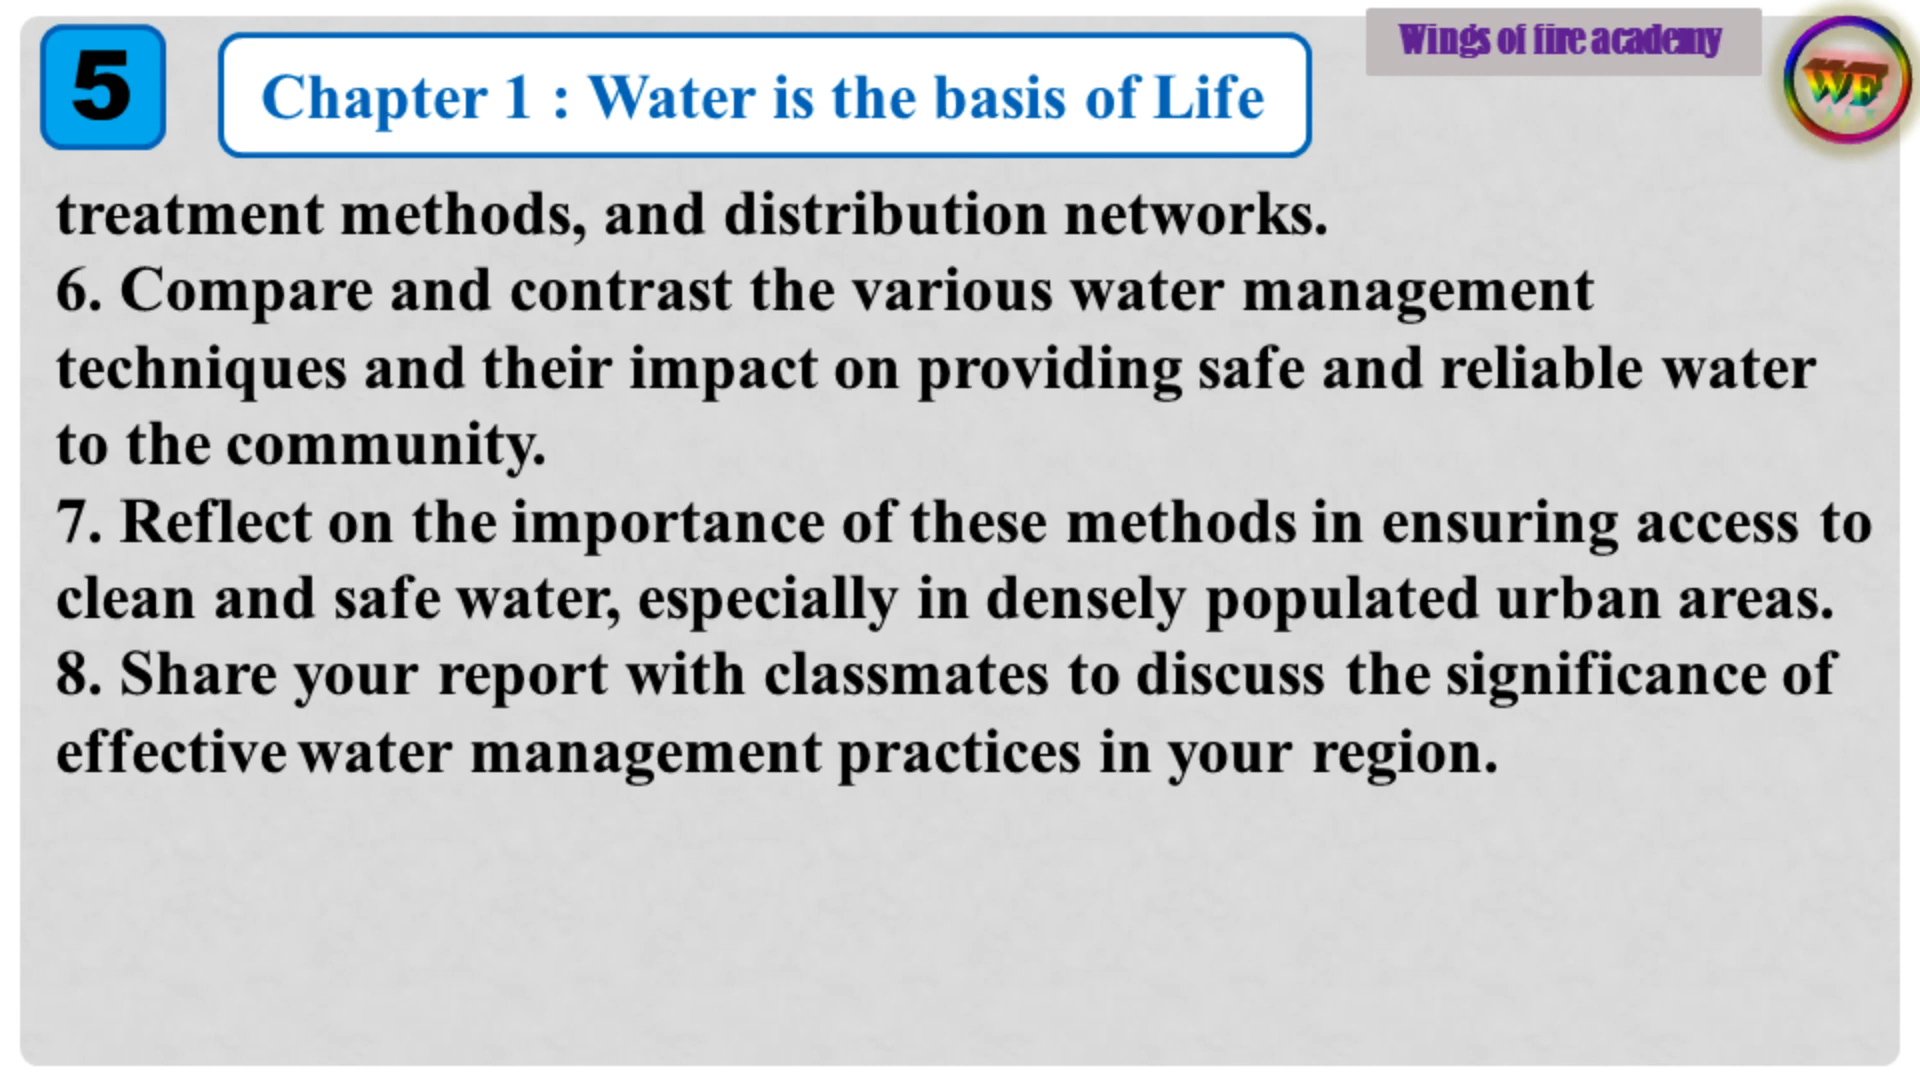 5
Chapter 1 : Water is the basis of Life
Wings of fire academy
WF
treatment methods, and distribution networks.
6. Compare and contrast the various water management
techniques and their impact on providing safe and reliable water
to the community.
7. Reflect on the importance of these methods in ensuring access to
clean and safe water, especially in densely populated urban areas.
8. Share your report with classmates to discuss the significance of
effective water management practices in your region.